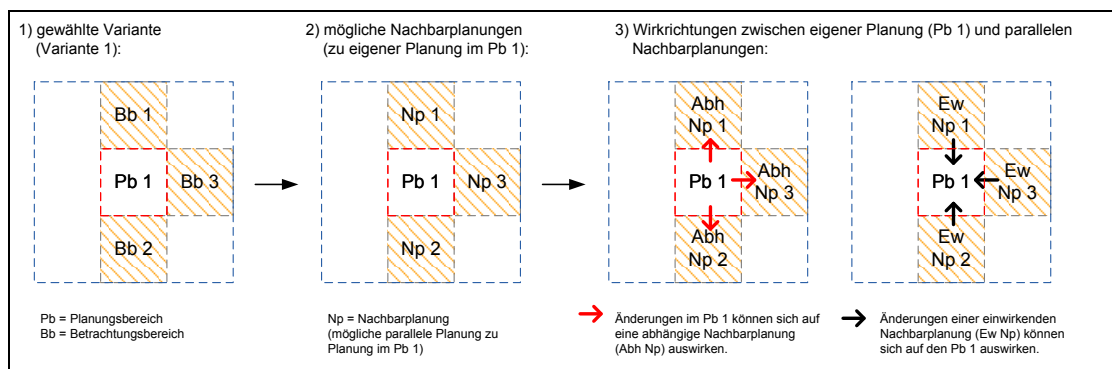 1) gewählte Variante
(Variante 1):
Bb 1
Pb 1
Bb 3
Bb 2
Pb = Planungsbereich
Bb = Betrachtungsbereich
2) mögliche Nachbarplanungen
(zu eigener Planung im Pb 1):
Np 1
Pb 1
Np 3
Np 2
Np = Nachbarplanung
(mögliche parallele Planung zu
Planung im Pb 1)
3) Wirkrichtungen zwischen eigener Planung (Pb 1) und parallelen
Nachbarplanungen:
Abh
Np 1
Pb 1
Abh
Np 3
Abh
Np 2
Änderungen im Pb 1 können sich auf
eine abhängige Nachbarplanung
(Abh Np) auswirken.
Ew
Np 1
Pb 1
Ew
Np 3
Ew
Np 2
Änderungen einer einwirkenden
Nachbarplanung (Ew Np) können
sich auf den Pb 1 auswirken.